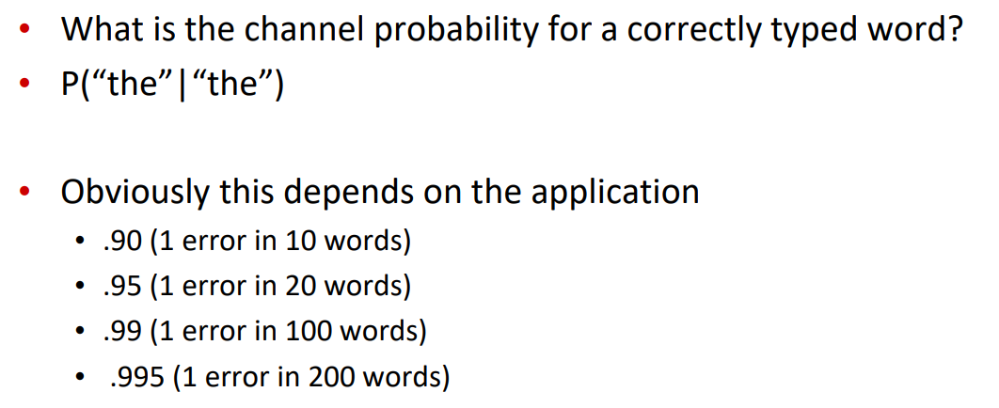 • What is the channel probability for a correctly typed word?
• P(“the”|“the”)
• Obviously this depends on the application
• .90 (1 error in 10 words)
• .95 (1 error in 20 words)
• .99 (1 error in 100 words)
• .995 (1 error in 200 words)